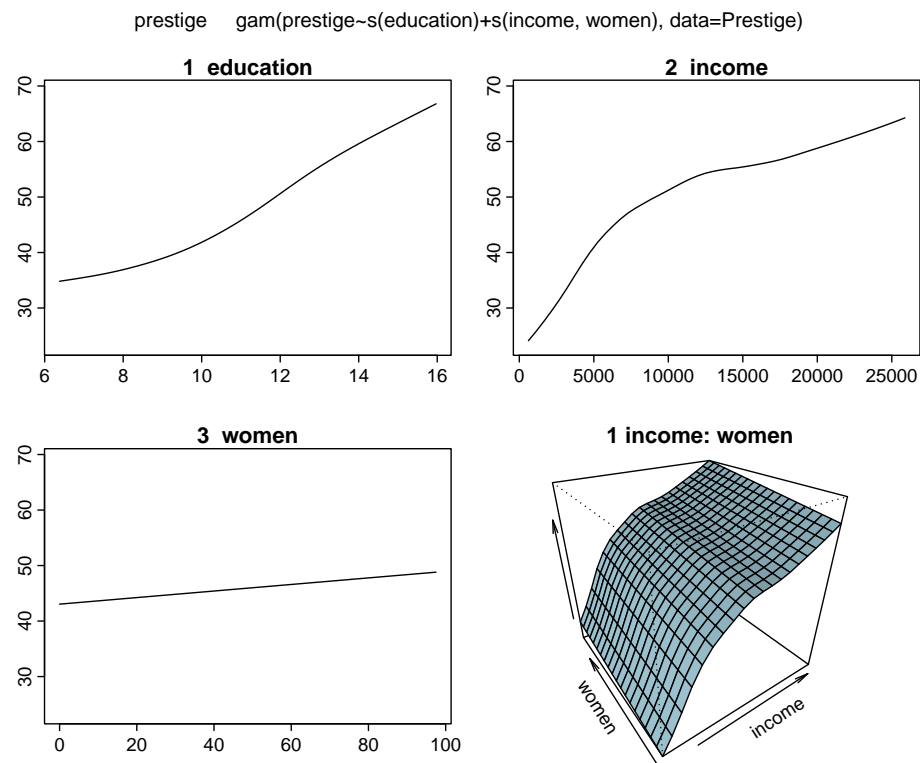 prestige gam(prestige~s(education)+s(income, women), data=Prestige)
1 education
70
60
50
40
30
6 8 10 12 14 16
2 income
70
60
50
40
30
0 5000 10000 15000 20000 25000
3 women
70
60
50
40
30
0 20 40 60 80 100
1 income: women
women
income